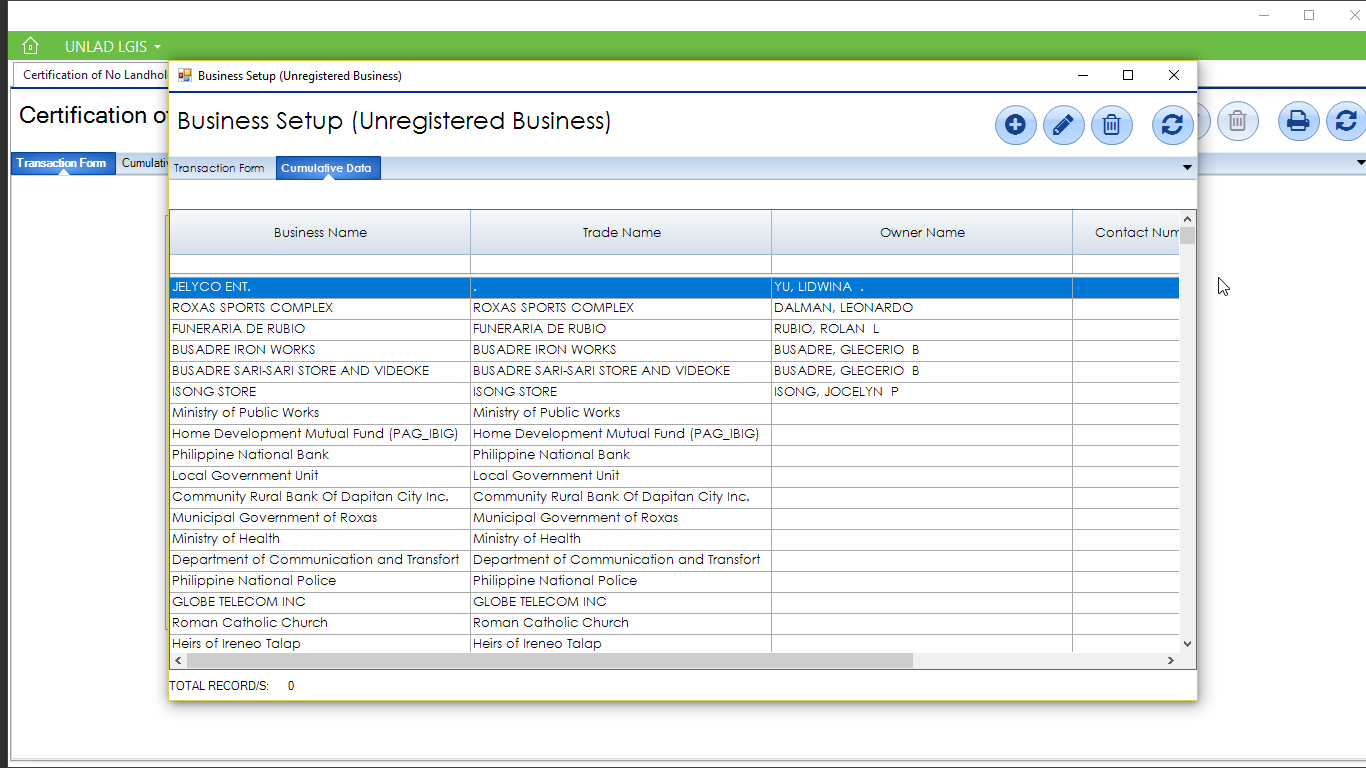 UNLAD LGIS
Certification of No Landhol
Business Setup (Unregistered Business)
Certification o
Business Setup (Unregistered Business)
Transaction Form
Cumulativ
Transaction Form
Cumulative Data
Business Name Trade Name Owner Name Contact Num
JELYCO ENT. . YU, LIDWINA .
ROXAS SPORTS COMPLEX ROXAS SPORTS COMPLEX DALMAN, LEONARDO
FUNERARIA DE RUBIO FUNERARIA DE RUBIO RUBIO, ROLAN L
BUSADRE IRON WORKS BUSADRE IRON WORKS BUSADRE, GLECERIO B
BUSADRE SARI-SARI STORE AND VIDEOKE BUSADRE SARI-SARI STORE AND VIDEOKE BUSADRE, GLECERIO B
ISONG STORE ISONG STORE ISONG, JOCELYN P
Ministry of Public Works Ministry of Public Works
Home Development Mutual Fund (PAG_IBIG) Home Development Mutual Fund (PAG_IBIG)
Philippine National Bank Philippine National Bank
Local Government Unit Local Government Unit
Community Rural Bank Of Dapitan City Inc. Community Rural Bank Of Dapitan City Inc.
Municipal Government of Roxas Municipal Government of Roxas
Ministry of Health Ministry of Health
Department of Communication and Transfort Department of Communication and Transfort
Philippine National Police Philippine National Police
GLOBE TELECOM INC GLOBE TELECOM INC
Roman Catholic Church Roman Catholic Church
Heirs of Ireneo Talap Heirs of Ireneo Talap
TOTAL RECORD/S: 0